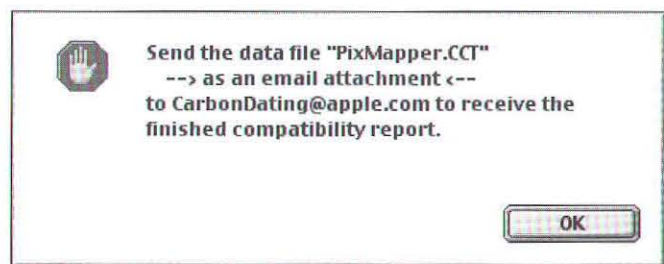 Send the data file "PixMapper.CCT"
--> as an email attachment <--
to CarbonDating@apple.com to receive the
finished compatibility report.
OK